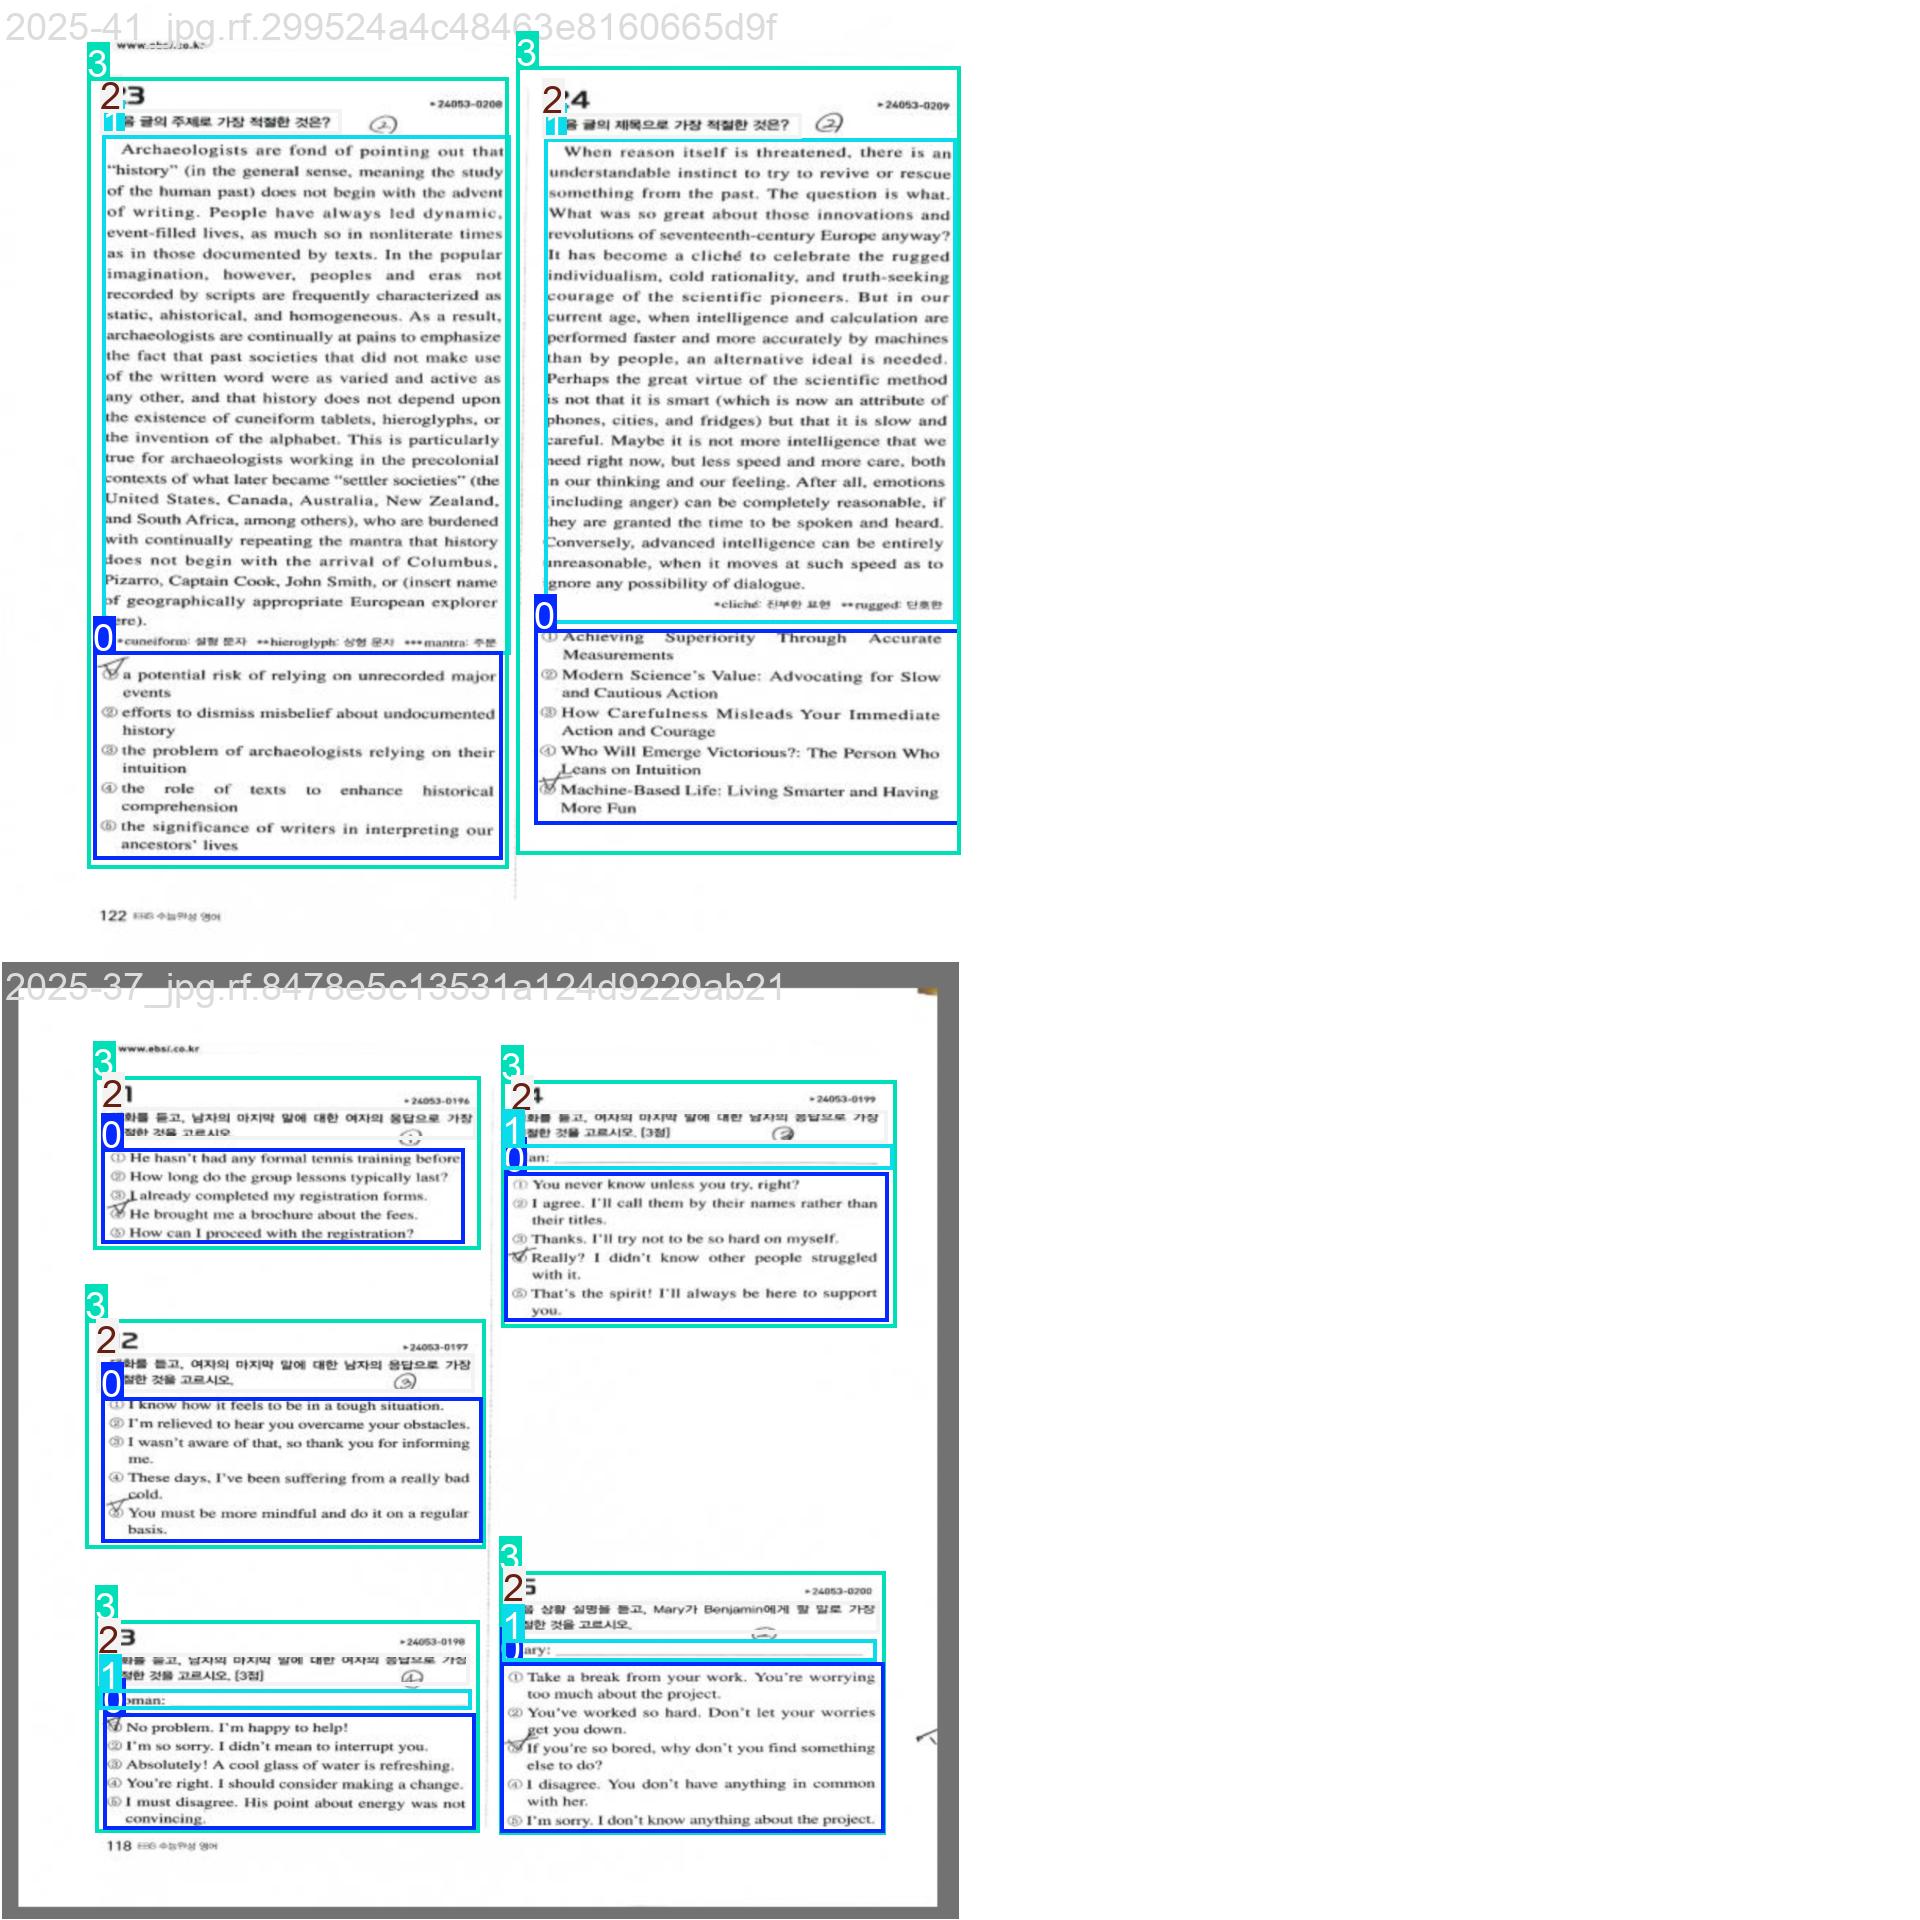 2025-41_jpg.rf.299524a4c48463e8160665d9f
www.ebsi.co.kr
3
3
2
3
24053-0208
1
을 글의 주제로 가장 적절한 것은?
②
Archaeologists are fond of pointing out that
“history” (in the general sense, meaning the study
of the human past) does not begin with the advent
of writing. People have always led dynamic,
event-filled lives, as much so in nonliterate times
as in those documented by texts. In the popular
imagination, however, peoples and eras not
recorded by scripts are frequently characterized as
static, ahistorical, and homogeneous. As a result,
archaeologists are continually at pains to emphasize
the fact that past societies that did not make use
of the written word were as varied and active as
any other, and that history does not depend upon
the existence of cuneiform tablets, hieroglyphs, or
the invention of the alphabet. This is particularly
true for archaeologists working in the precolonial
contexts of what later became “settler societies” (the
United States, Canada, Australia, New Zealand,
and South Africa, among others), who are burdened
with continually repeating the mantra that history
does not begin with the arrival of Columbus,
Pizarro, Captain Cook, John Smith, or (insert name
of geographically appropriate European explorer
ere).
0
*cuneiform: 설형 문자 **hieroglyph: 상형 문자 ***mantra: 주문
① a potential risk of relying on unrecorded major
events
② efforts to dismiss misbelief about undocumented
history
③ the problem of archaeologists relying on their
intuition
④ the role of texts to enhance historical
comprehension
⑤ the significance of writers in interpreting our
ancestors’ lives
122 EBS 수능완성 영어
2
4
24053-0209
1
음 글의 제목으로 가장 적절한 것은?
②
When reason itself is threatened, there is an
understandable instinct to try to revive or rescue
something from the past. The question is what.
What was so great about those innovations and
revolutions of seventeenth-century Europe anyway?
It has become a cliché to celebrate the rugged
individualism, cold rationality, and truth-seeking
courage of the scientific pioneers. But in our
current age, when intelligence and calculation are
performed faster and more accurately by machines
than by people, an alternative ideal is needed.
Perhaps the great virtue of the scientific method
is not that it is smart (which is now an attribute of
phones, cities, and fridges) but that it is slow and
careful. Maybe it is not more intelligence that we
need right now, but less speed and more care, both
in our thinking and our feeling. After all, emotions
(including anger) can be completely reasonable, if
they are granted the time to be spoken and heard.
Conversely, advanced intelligence can be entirely
unreasonable, when it moves at such speed as to
ignore any possibility of dialogue.
0
*cliché: 진부한 표현 **rugged: 단호한
① Achieving Superiority Through Accurate
Measurements
② Modern Science’s Value: Advocating for Slow
and Cautious Action
③ How Carefulness Misleads Your Immediate
Action and Courage
④ Who Will Emerge Victorious?: The Person Who
Leans on Intuition
⑤ Machine-Based Life: Living Smarter and Having
More Fun
2025-37_jpg.rf.8478e5c13531a124d9229ab21
3
www.ebsi.co.kr
2
1
24053-0196
화를 듣고, 남자의 마지막 말에 대한 여자의 응답으로 가장
절한 것을 고르시오.
①
0
① He hasn’t had any formal tennis training before
② How long do the group lessons typically last?
③ I already completed my registration forms.
④ He brought me a brochure about the fees.
⑤ How can I proceed with the registration?
3
2
2
24053-0197
화를 듣고, 여자의 마지막 말에 대한 남자의 응답으로 가장
절한 것을 고르시오.
③
0
① I know how it feels to be in a tough situation.
② I’m relieved to hear you overcame your obstacles.
③ I wasn’t aware of that, so thank you for informing
me.
④ These days, I’ve been suffering from a really bad
cold.
⑤ You must be more mindful and do it on a regular
basis.
3
2
3
24053-0198
화를 듣고, 남자의 마지막 말에 대한 여자의 응답으로 가장
절한 것을 고르시오. [3점]
④
1
0
oman:
① No problem. I’m happy to help!
② I’m so sorry. I didn’t mean to interrupt you.
③ Absolutely! A cool glass of water is refreshing.
④ You’re right. I should consider making a change.
⑤ I must disagree. His point about energy was not
convincing.
118 EBS 수능완성 영어
3
2
4
24053-0199
화를 듣고, 여자의 마지막 말에 대한 남자의 응답으로 가장
절한 것을 고르시오. [3점]
③
1
0
an:
① You never know unless you try, right?
② I agree. I’ll call them by their names rather than
their titles.
③ Thanks. I’ll try not to be so hard on myself.
④ Really? I didn’t know other people struggled
with it.
⑤ That’s the spirit! I’ll always be here to support
you.
3
2
5
24053-0200
음 상황 설명을 듣고, Mary가 Benjamin에게 할 말로 가장
절한 것을 고르시오.
1
0
ary:
① Take a break from your work. You’re worrying
too much about the project.
② You’ve worked so hard. Don’t let your worries
get you down.
③ If you’re so bored, why don’t you find something
else to do?
④ I disagree. You don’t have anything in common
with her.
⑤ I’m sorry. I don’t know anything about the project.